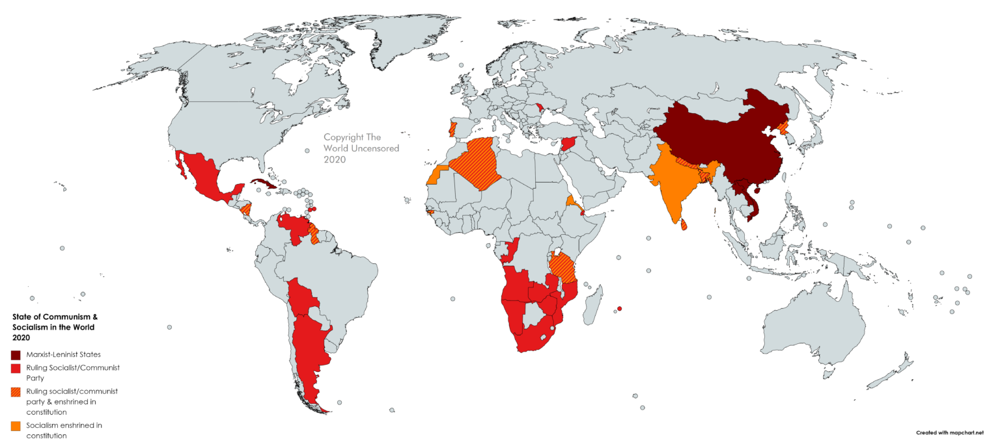 Copyright The
World Uncensored
2020
State of Communism &
Socialism in the World
2020
Marxist-Leninist States
Ruling Socialist/Communist
Party
Ruling socialist/communist
party & enshrined in
constitution
Socialism enshrined in
constitution
Created with mapchart.net